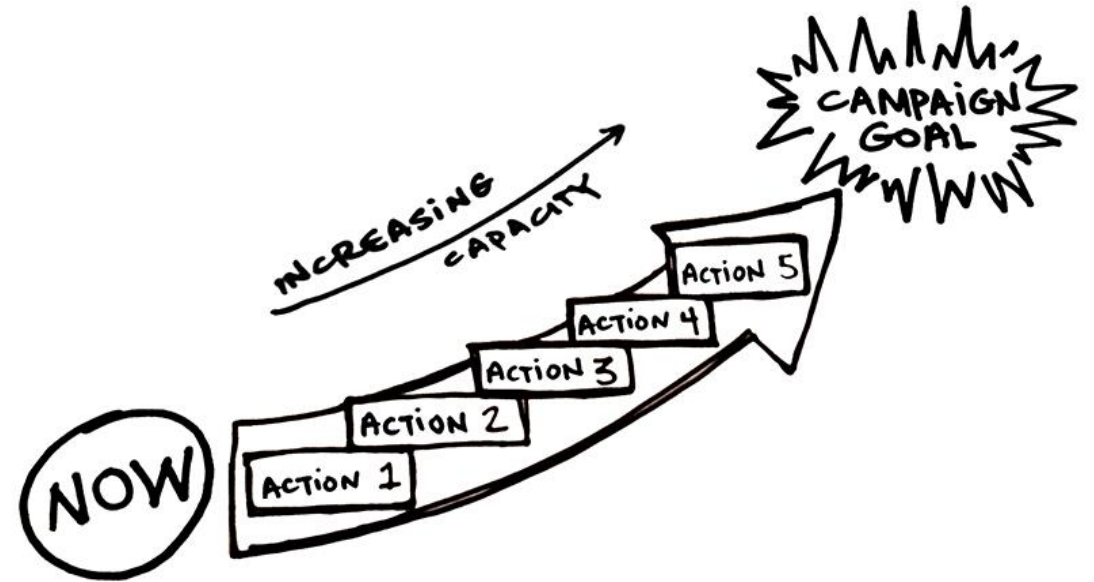 CAMPAiGN
GOAL
INCREASiNG
CAPACITY
ACTiON 5
ACTiON 4
ACTiON 3
ACTiON 2
ACTiON 1
NOW